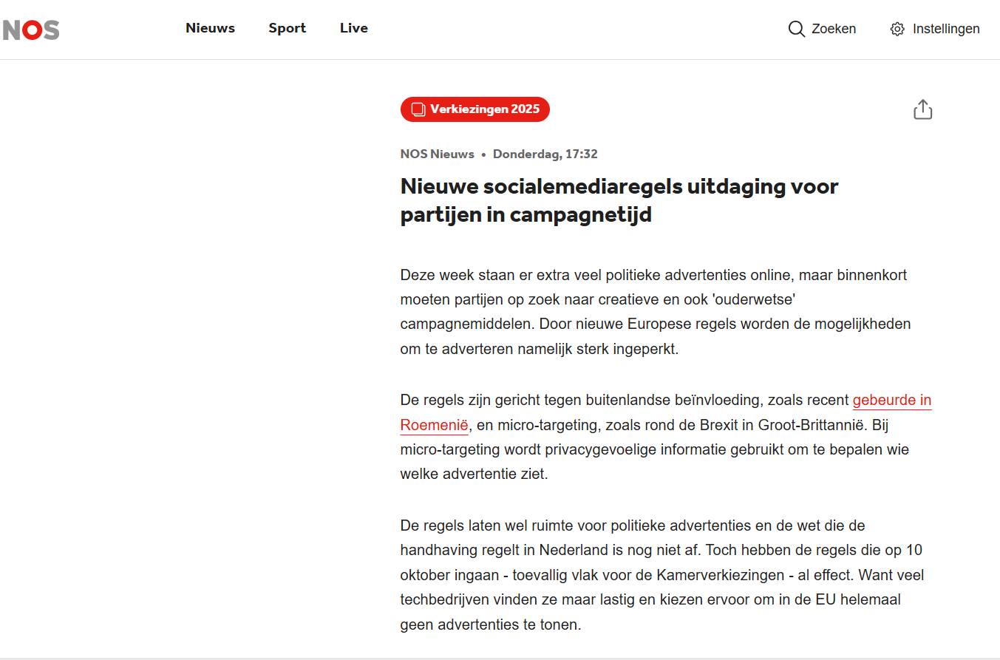 NOS
Nieuws
Sport
Live
Zoeken
Instellingen
Verkiezingen 2025
NOS Nieuws • Donderdag, 17:32
Nieuwe socialemediaregels uitdaging voor
partijen in campagnetijd
Deze week staan er extra veel politieke advertenties online, maar binnenkort
moeten partijen op zoek naar creatieve en ook 'ouderwetse'
campagnemiddelen. Door nieuwe Europese regels worden de mogelijkheden
om te adverteren namelijk sterk ingeperkt.
De regels zijn gericht tegen buitenlandse beïnvloeding, zoals recent gebeurde in
Roemenië, en micro-targeting, zoals rond de Brexit in Groot-Brittannië. Bij
micro-targeting wordt privacygevoelige informatie gebruikt om te bepalen wie
welke advertentie ziet.
De regels laten wel ruimte voor politieke advertenties en de wet die de
handhaving regelt in Nederland is nog niet af. Toch hebben de regels die op 10
oktober ingaan - toevallig vlak voor de Kamerverkiezingen - al effect. Want veel
techbedrijven vinden ze maar lastig en kiezen ervoor om in de EU helemaal
geen advertenties te tonen.